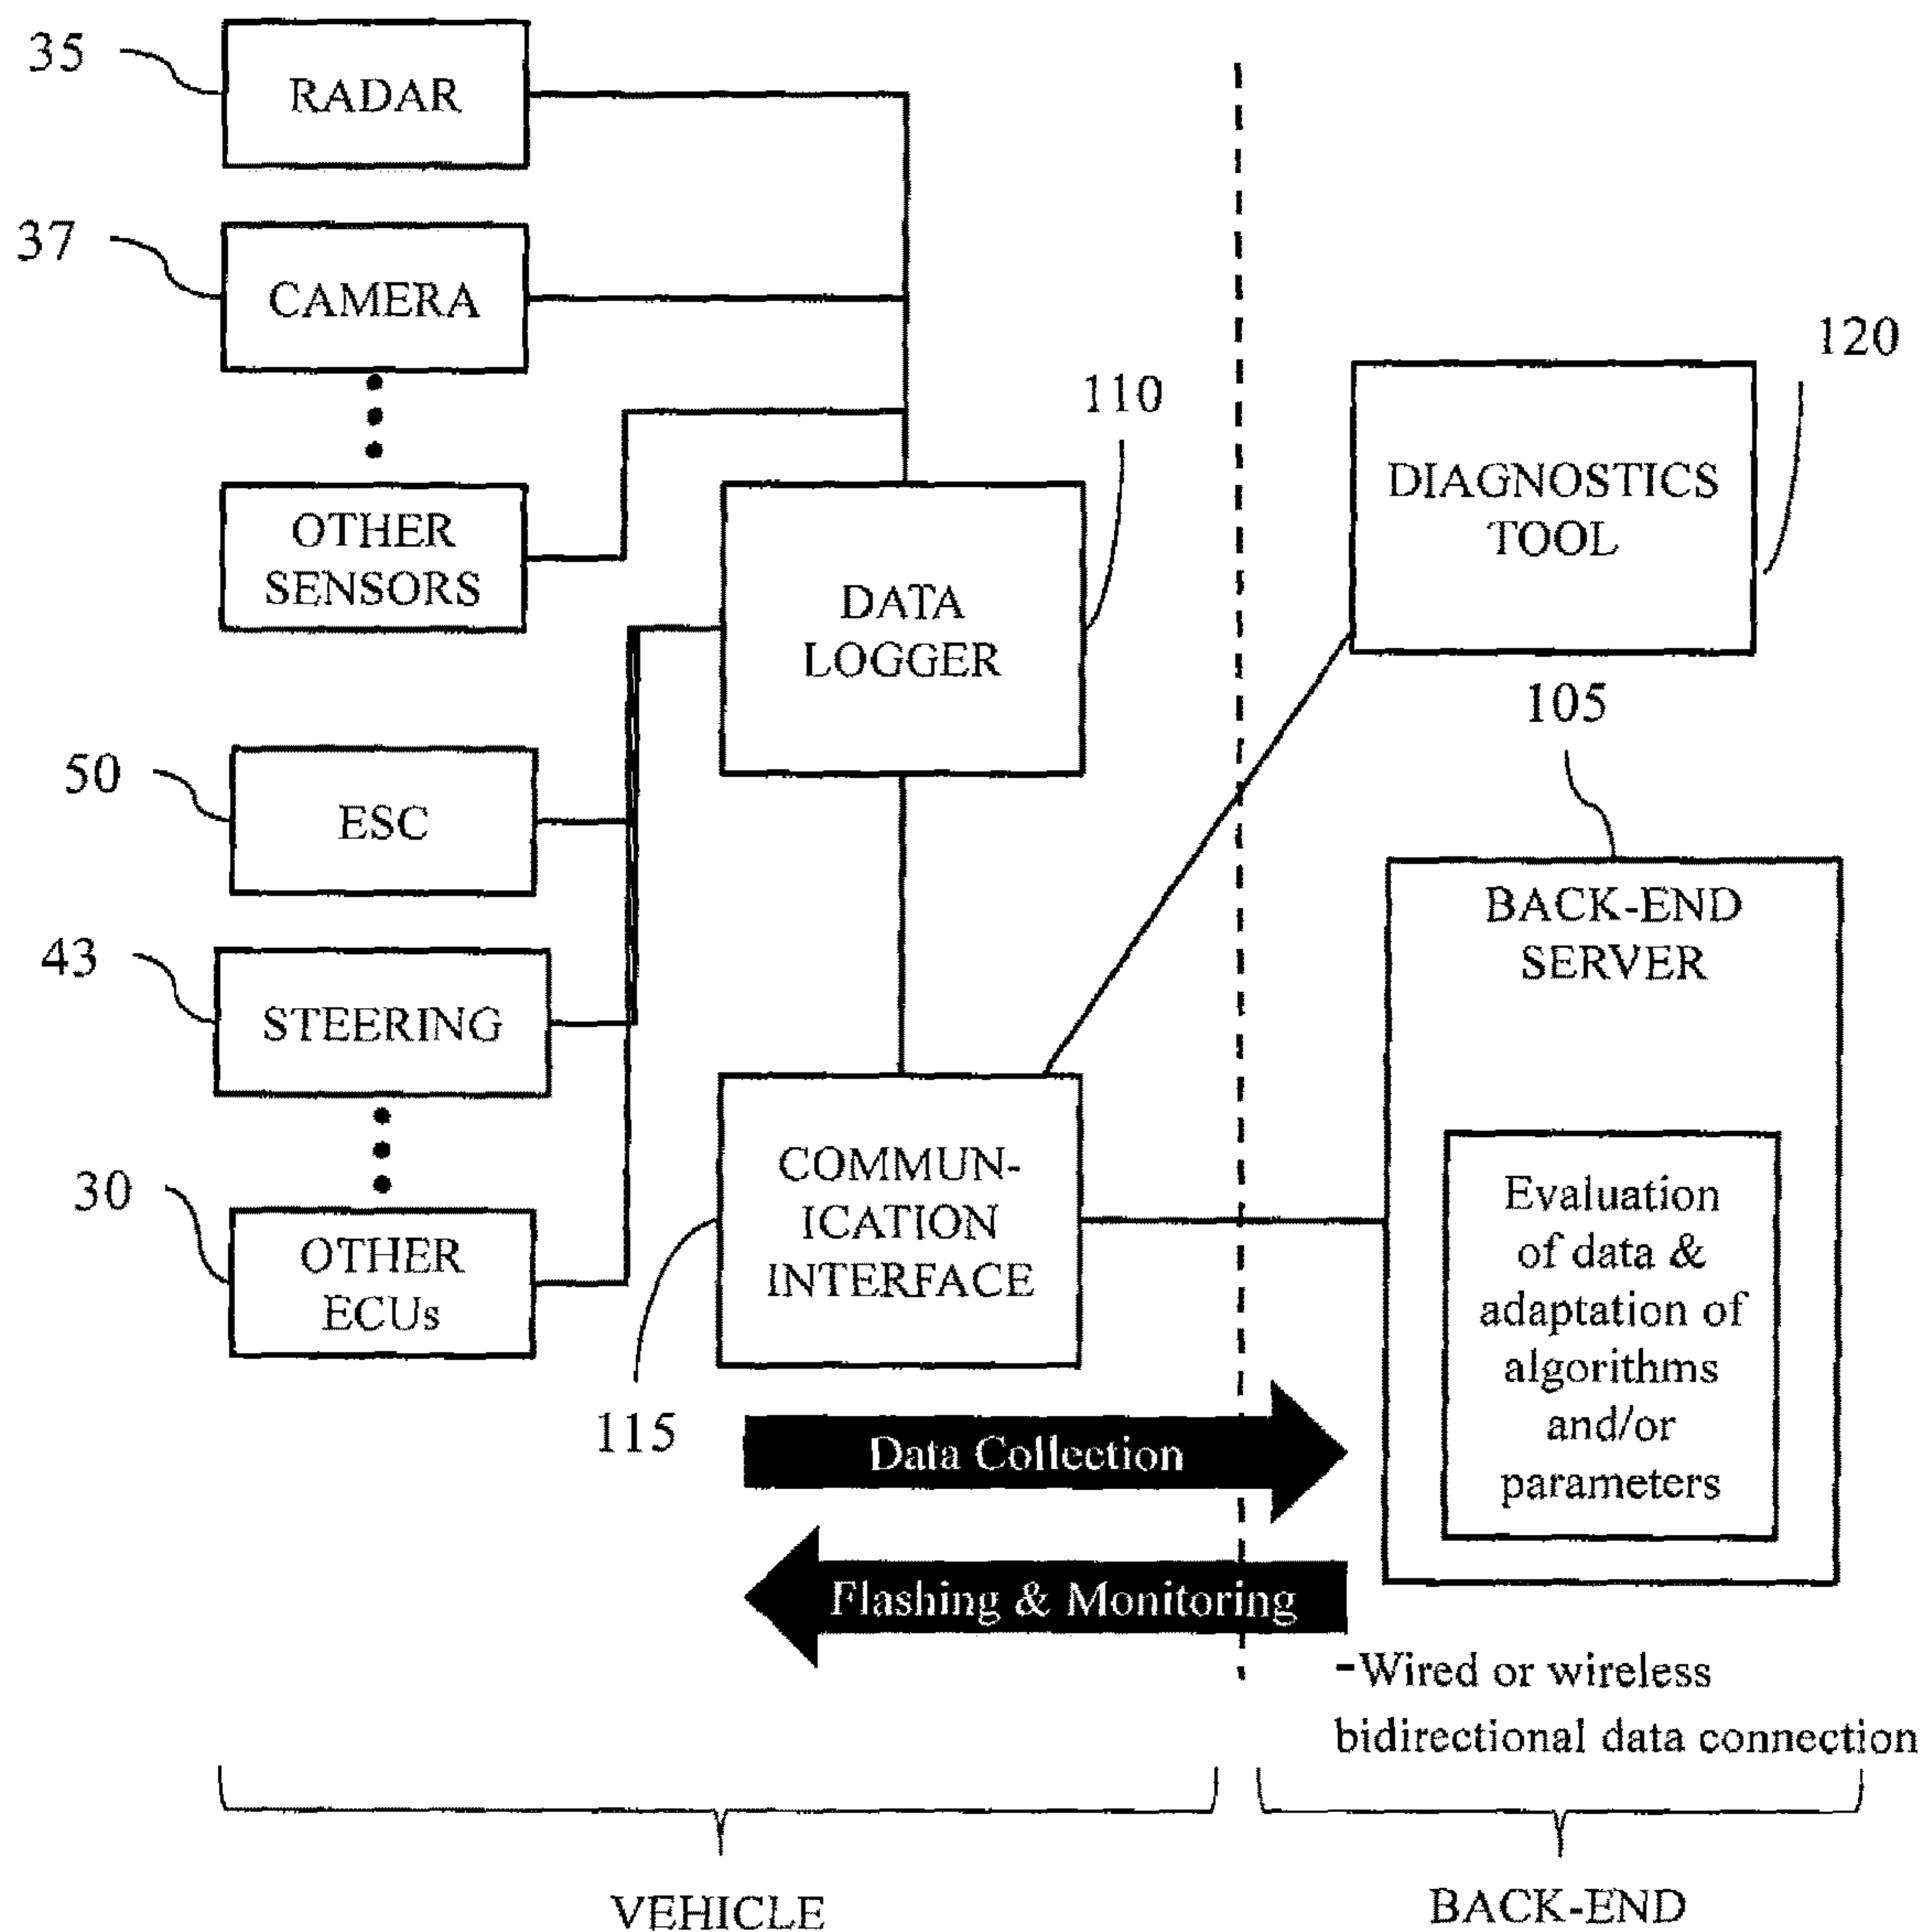 35
RADAR
37
CAMERA
OTHER
SENSORS
110
DATA
LOGGER
120
DIAGNOSTICS
TOOL
50
ESC
43
STEERING
30
OTHER
ECUs
COMMUN-
ICATION
INTERFACE
115
105
BACK-END
SERVER
Evaluation
of data &
adaptation of
algorithms
and/or
parameters
Data Collection
Flashing & Monitoring
-Wired or wireless
bidirectional data connection
VEHICLE
BACK-END